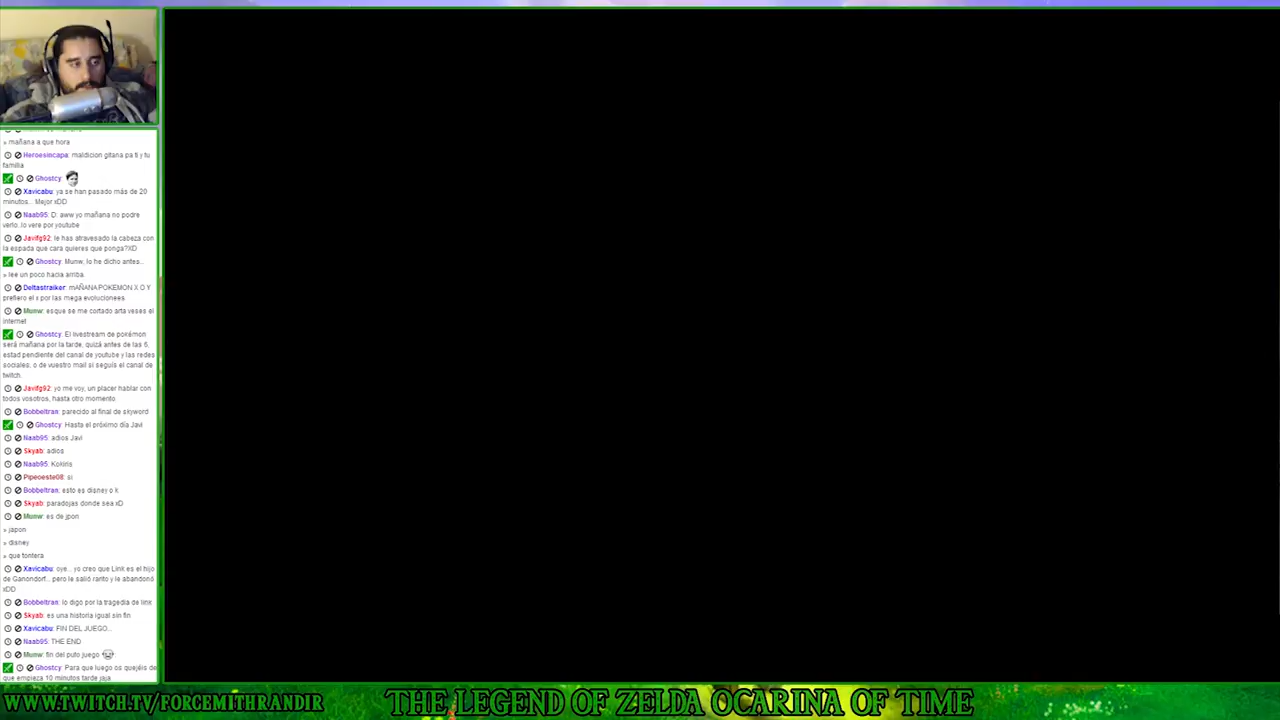 » mañana a que hora
Heroesincapa: maldicion gitana pa ti y tu
familia
Ghostcy:
Xavicabu: ya se han pasado más de 20
minutos... Mejor xDD
Naab95: D: aww yo mañana no podre
verlo, lo vere por youtube
Javifg92: le has atravesado la cabeza con
la espada que cara quieres que ponga?XD
Ghostcy: Munw, lo he dicho antes..
» lee un poco hacia arriba.
Deltastraiker: mAÑANA POKEMON X O Y
prefiero el x por las mega evolucionees
Munw: esque se me cortado arta veses el
internet
Ghostcy: El livestream de pokémon
será mañana por la tarde, quizá antes de las 6,
estad pendiente del canal de youtube y las redes
sociales, o de vuestro mail si seguís el canal de
twitch.
Javifg92: yo me voy, un placer hablar con
todos vosotros, hasta otro momento
Bobbeltran: parecido al final de skyword
Ghostcy: Hasta el próximo día Javi
Naab95: adios Javi
Skyab: adios
Naab95: Kokiris
Pipeoeste08: si
Bobbeltran: esto es disney o k
Skyab: paradojas donde sea xD
Munw: es de jpon
» japon
» disney
» que tontera
Xavicabu: oye... yo creo que Link es el hijo
de Ganondorf... pero le salió ranto y le abandonó
xDD
Bobbeltran: lo digo por la tragedia de link
Skyab: es una historia igual sin fin
Xavicabu: FIN DEL JUEGO...
Naab95: THE END
Munw: fin del puto juego
Ghostcy: Para que luego os quejéis de
que empieza 10 minutos tarde jaja
WWW.TWITCH.TV/FORCEMITHRANDIR
THE LEGEND OF ZELDA OCARINA OF TIME